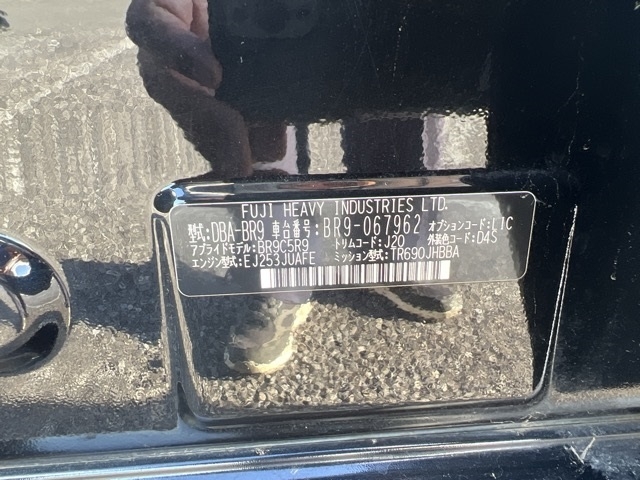 FUJI HEAVY INDUSTRIES LTD.
型式:DBA-BR9 車台番号:BR9-067962 オプションコード:L1C
アプライドモデル:BR9C5R9 トリムコード:J20 外装色コード:D4S
エンジン型式:EJ253JUAFE ミッション型式:TR690JHBBA